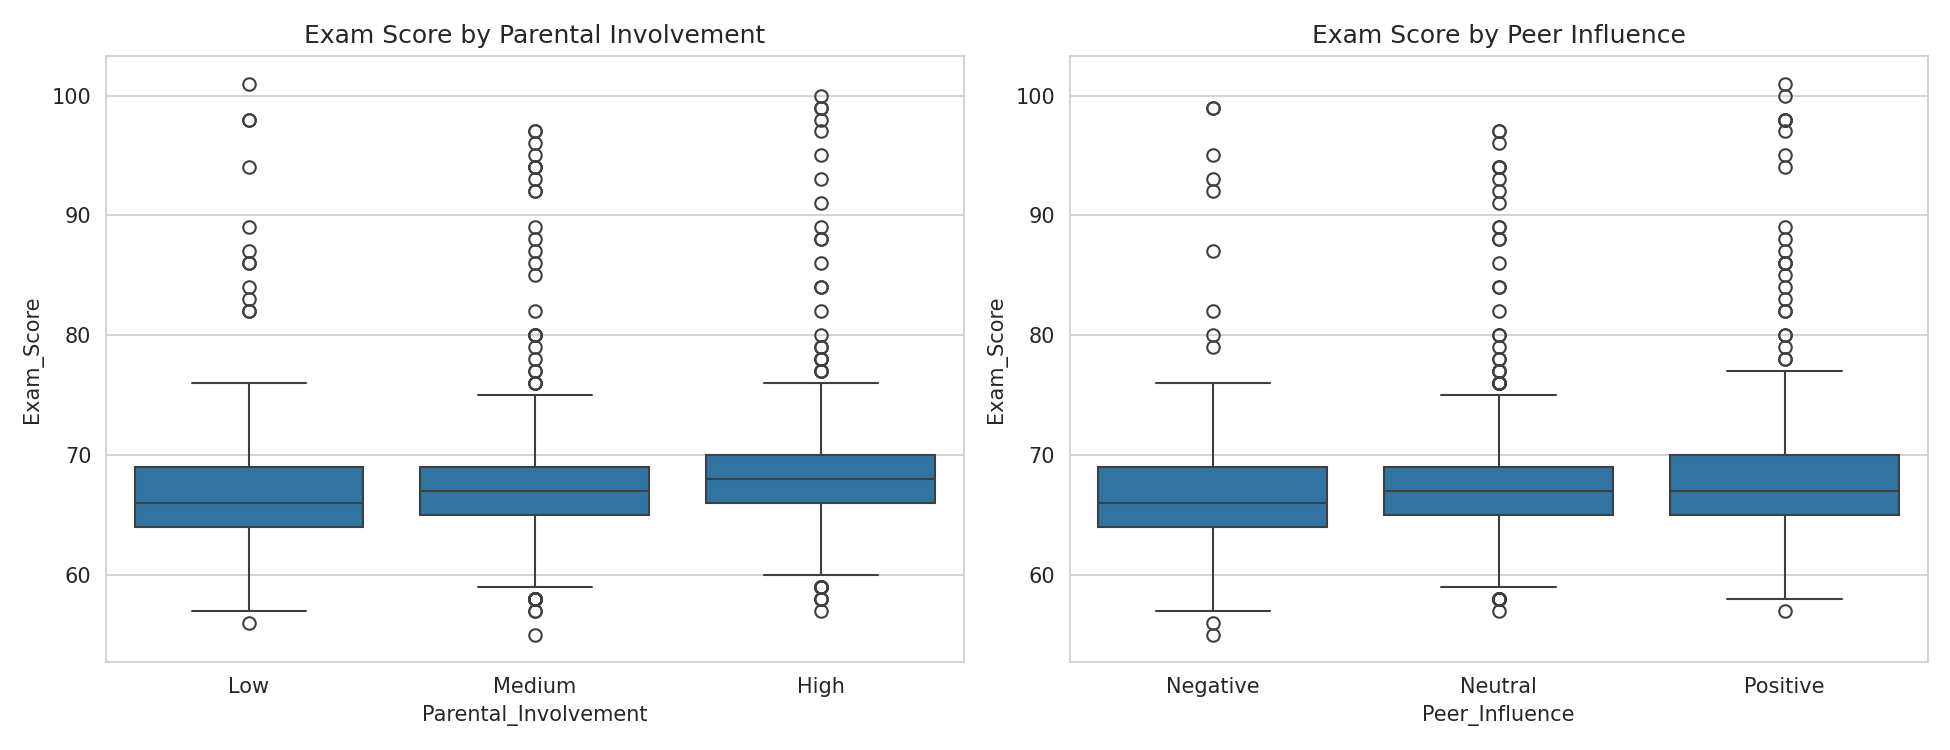 Exam Score by Parental Involvement
Exam_Score
100
90
80
70
60
Low Medium High
Parental_Involvement
Exam Score by Peer Influence
Exam_Score
100
90
80
70
60
Negative Neutral Positive
Peer_Influence